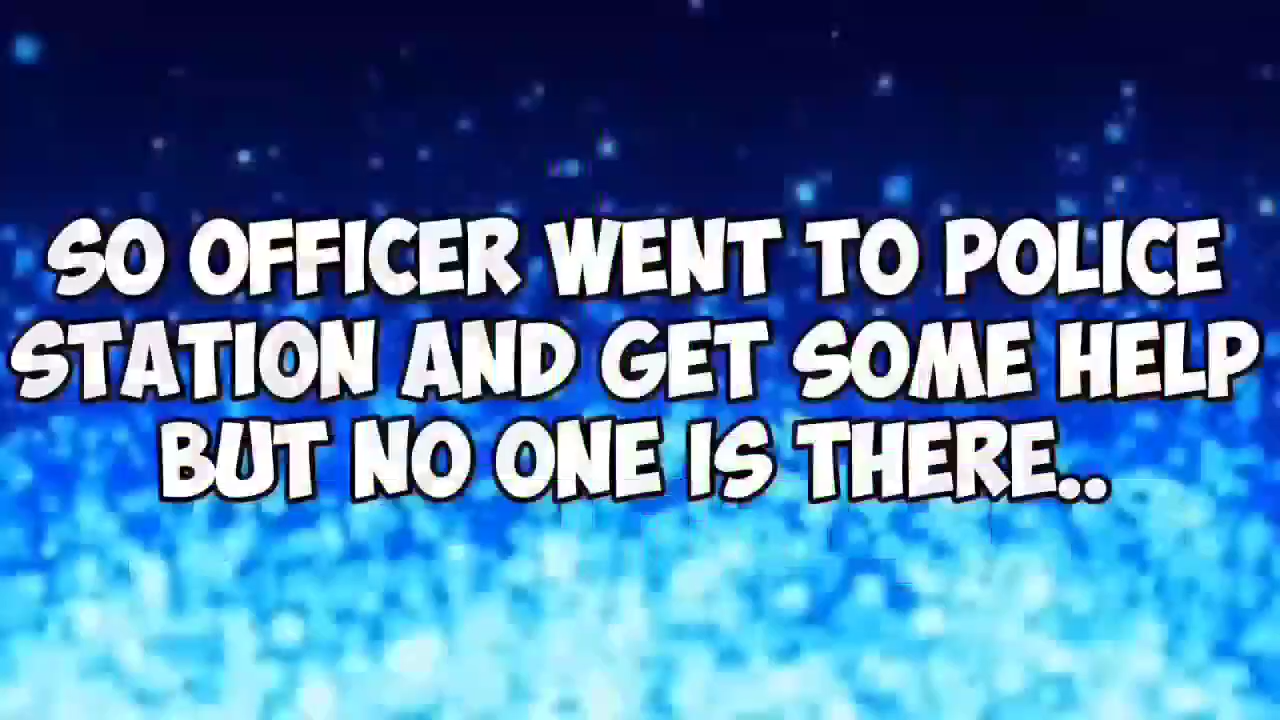 SO OFFICER WENT TO POLICE
STATION AND GET SOME HELP
BUT NO ONE IS THERE..